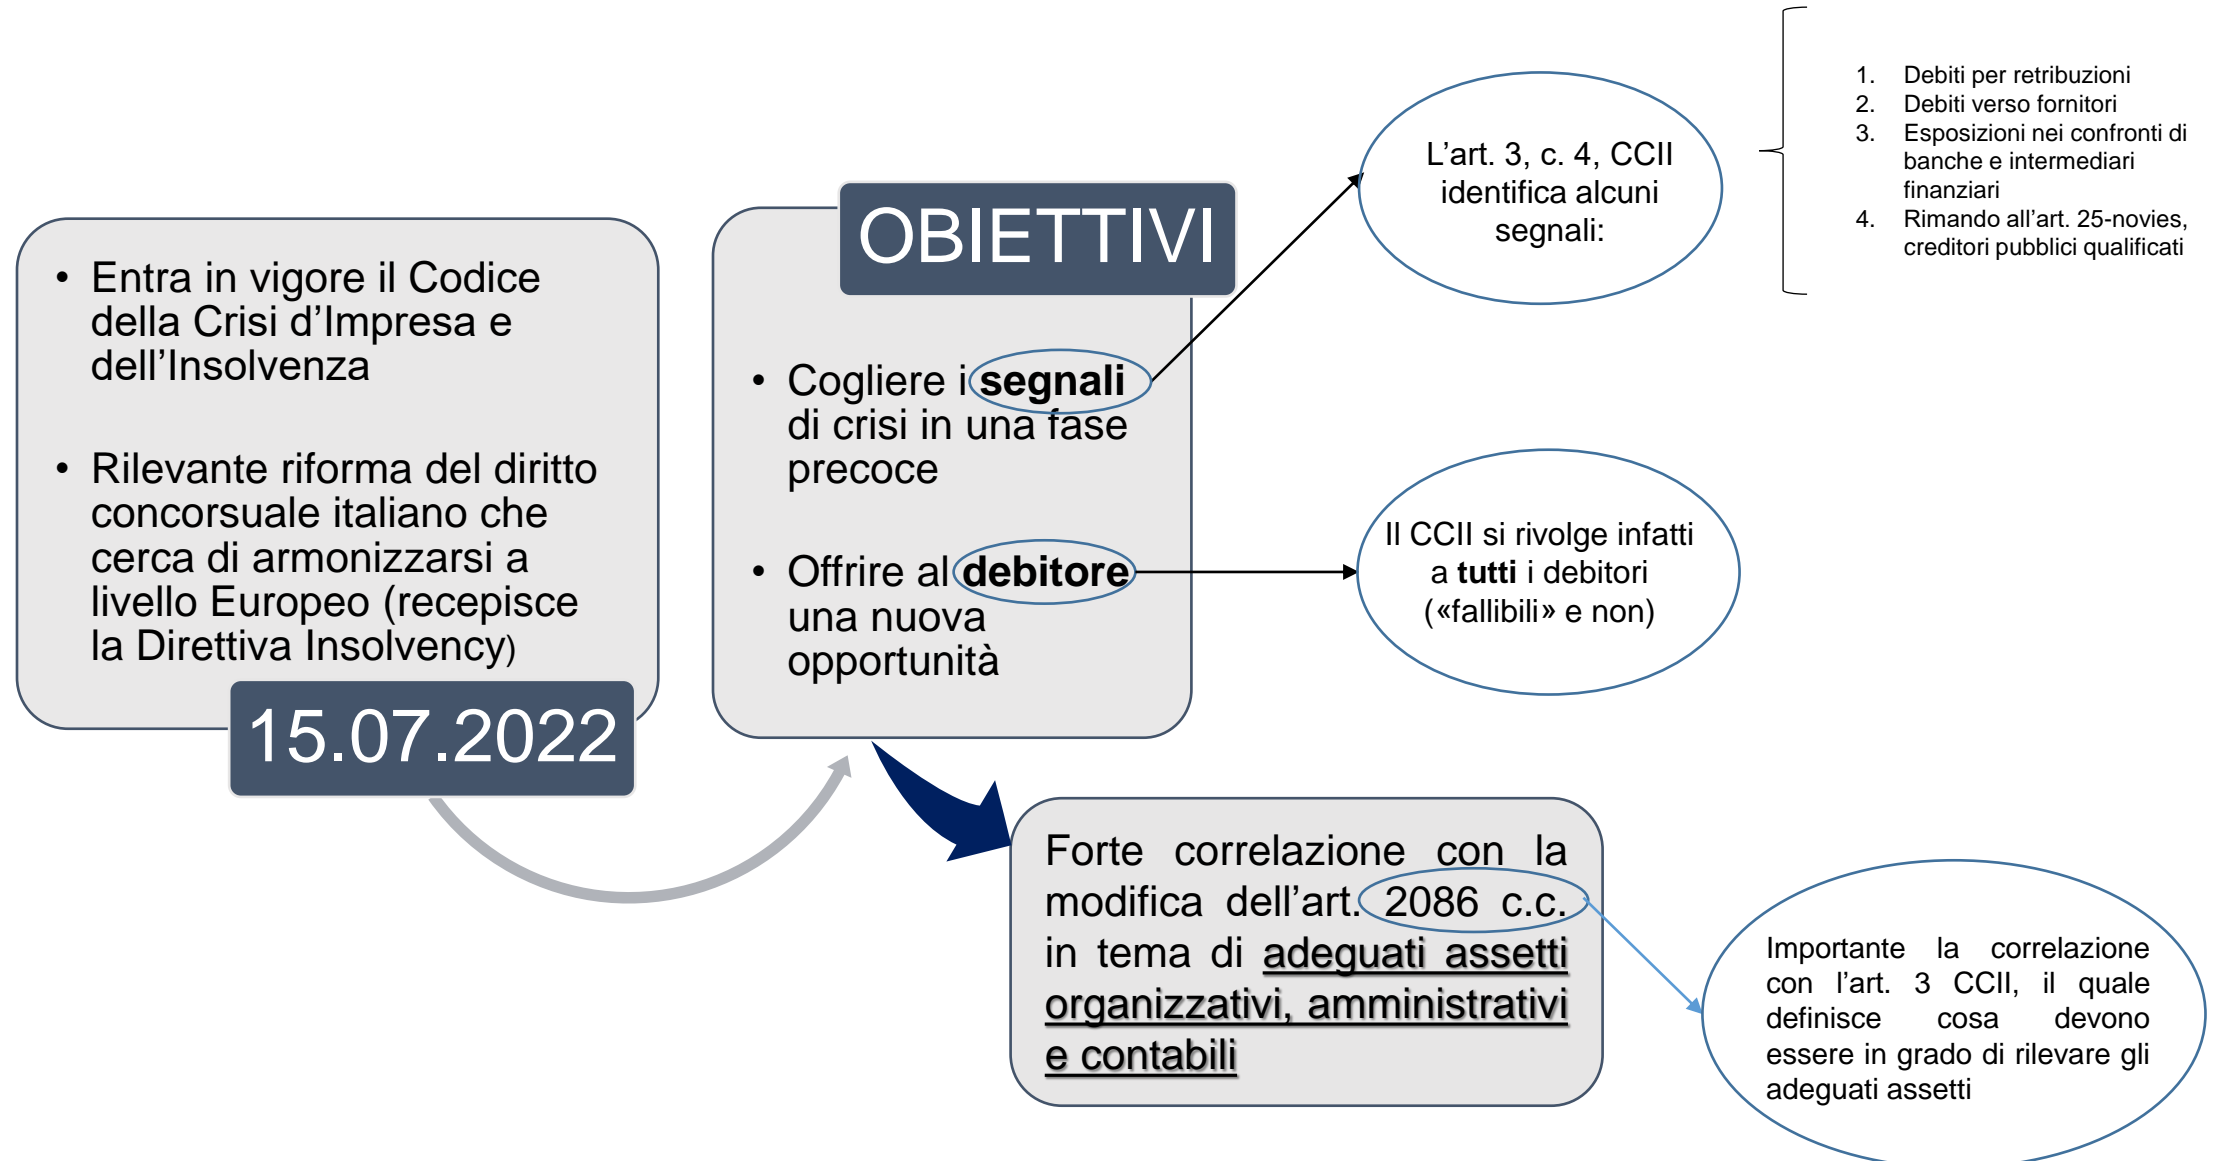 • Entra in vigore il Codice
della Crisi d’Impresa e
dell’Insolvenza
• Rilevante riforma del diritto
concorsuale italiano che
cerca di armonizzarsi a
livello Europeo (recepisce
la Direttiva Insolvency)
15.07.2022
OBIETTIVI
• Cogliere i segnali
di crisi in una fase
precoce
• Offrire al debitore
una nuova
opportunità
L’art. 3, c. 4, CCII
identifica alcuni
segnali:
1. Debiti per retribuzioni
2. Debiti verso fornitori
3. Esposizioni nei confronti di
banche e intermediari
finanziari
4. Rimando all’art. 25-novies,
creditori pubblici qualificati
Il CCII si rivolge infatti
a tutti i debitori
(«fallibili» e non)
Forte correlazione con la
modifica dell’art. 2086 c.c.
in tema di adeguati assetti
organizzativi, amministrativi
e contabili
Importante la correlazione
con l’art. 3 CCII, il quale
definisce cosa devono
essere in grado di rilevare gli
adeguati assetti